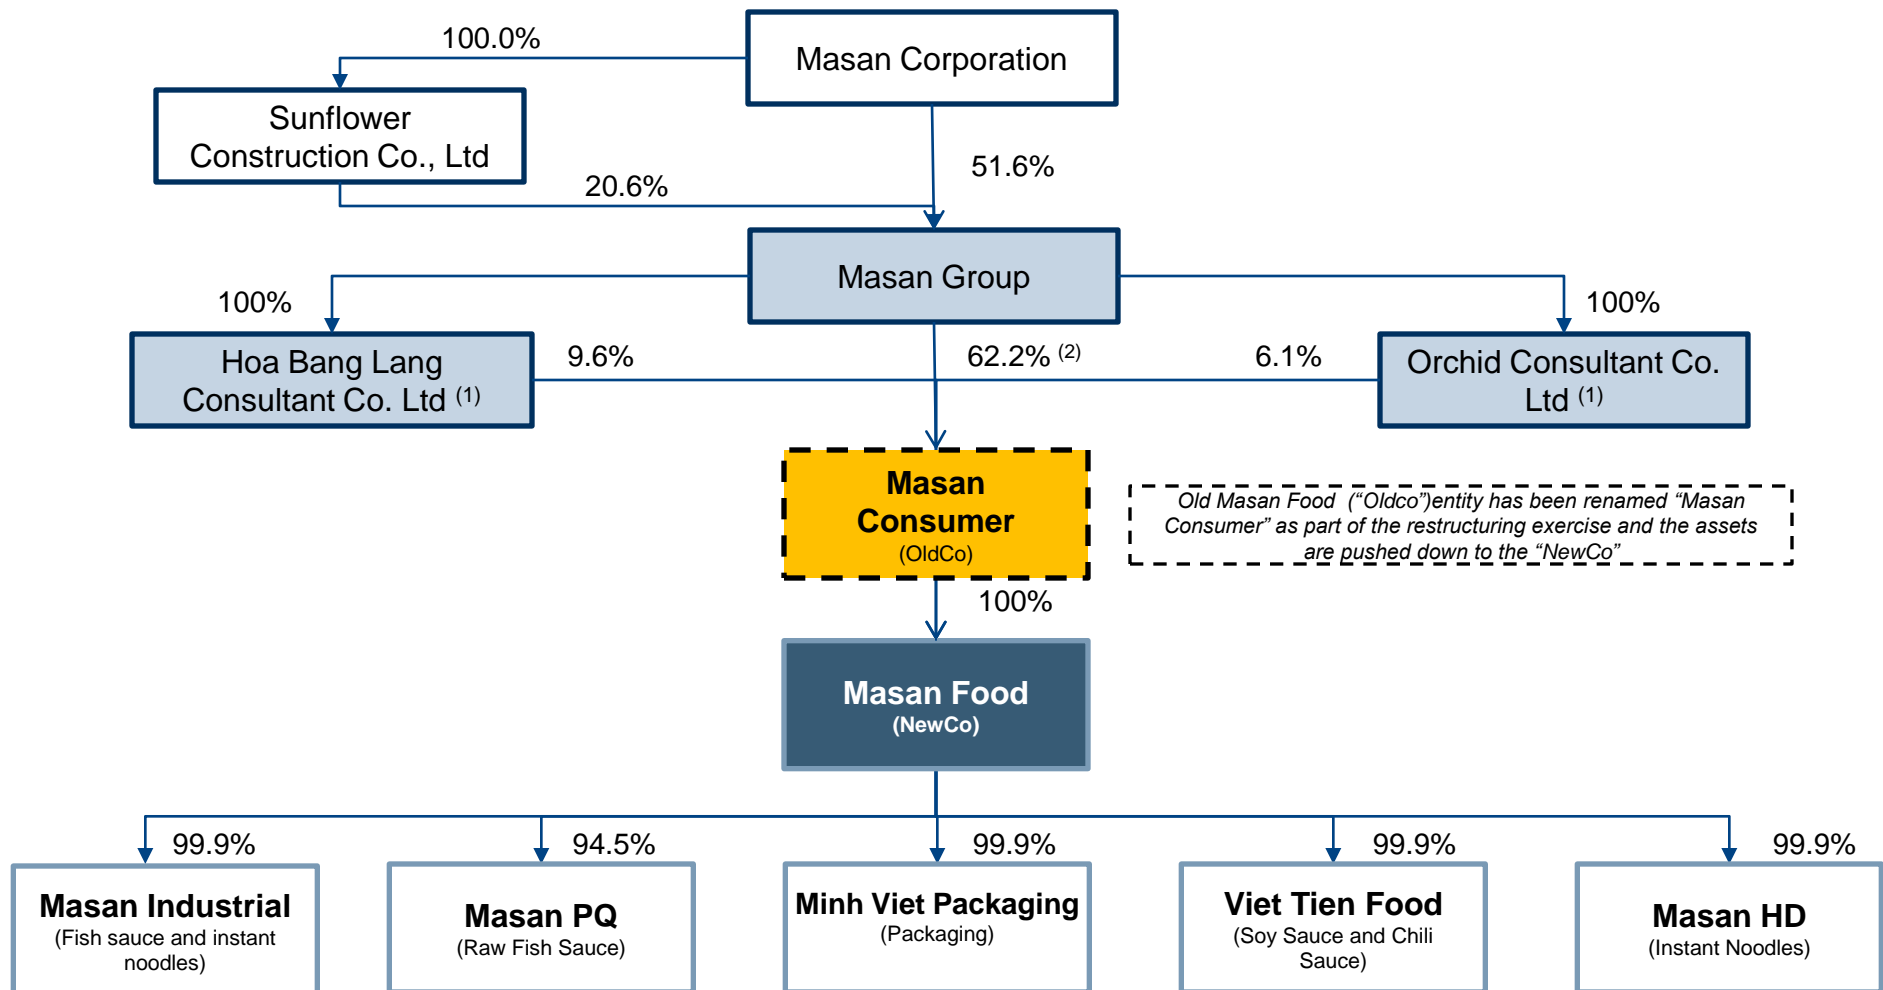 100.0%
Masan Corporation
Sunflower
Construction Co., Ltd
51.6%
20.6%
Masan Group
100%
100%
Hoa Bang Lang
Consultant Co. Ltd (1)
9.6%
62.2% (2)
6.1%
Orchid Consultant Co.
Ltd (1)
Masan
Consumer
(OldCo)
Old Masan Food ("Oldco")entity has been renamed "Masan
Consumer" as part of the restructuring exercise and the assets
are pushed down to the "NewCo"
100%
Masan Food
(NewCo)
99.9%
94.5%
99.9%
99.9%
99.9%
Masan Industrial
(Fish sauce and instant
noodles)
Masan PQ
(Raw Fish Sauce)
Minh Viet Packaging
(Packaging)
Viet Tien Food
(Soy Sauce and Chili
Sauce)
Masan HD
(Instant Noodles)